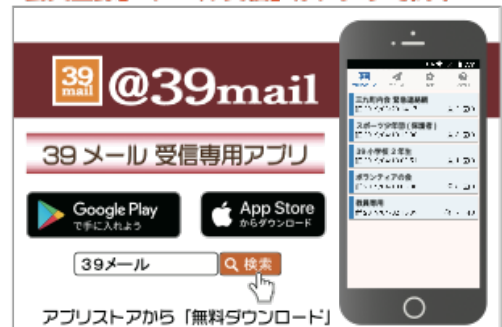 39
mail
@39mail
39 メール 受信専用アプリ
Google Play
で手に入れよう
App Store
からダウンロード
39メール
検索
アプリストアから「無料ダウンロード」
三九町内会 緊急連絡網
スポーツ少年団(保護者)
39小学校2年生
ボランティアの会
教員専用